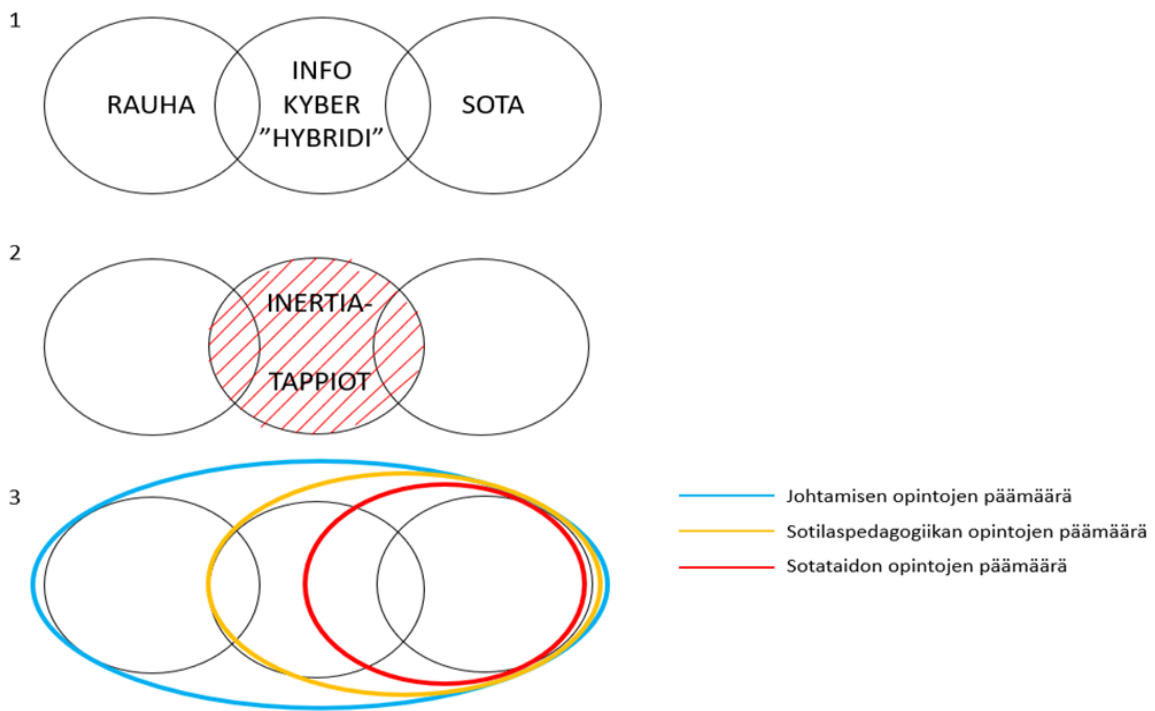 1
RAUHA
INFO
KYBER
”HYBRIDI”
SOTA
2
INERTIA-
TAPPIOT
3
Johtamisen opintojen päämäärä
Sotilaspedagogiikan opintojen päämäärä
Sotataidon opintojen päämäärä